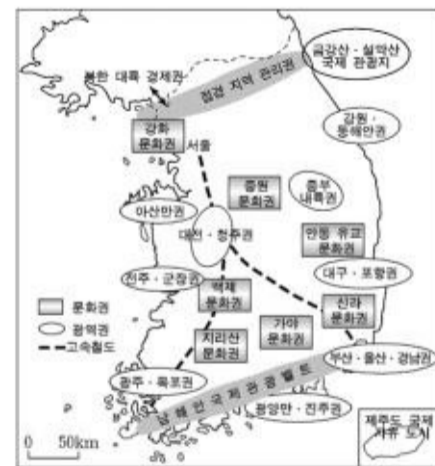 금강산·설악산
국제 관광지
북한 대륙 경제권
접경 지역 관리권
강원·
동해안권
강화
문화권
서울
중원
문화권
중부
내륙권
아산만권
대전·청주권
안동 유교
문화권
전주·군장권
대구·포항권
백제
문화권
신라
문화권
문화권
광역권
고속철도
지리산
문화권
가야
문화권
부산·울산·경남권
광주·목포권
남해안국제관광벨트
광양만·진주권
제주도 국제
자유 도시
0 50km